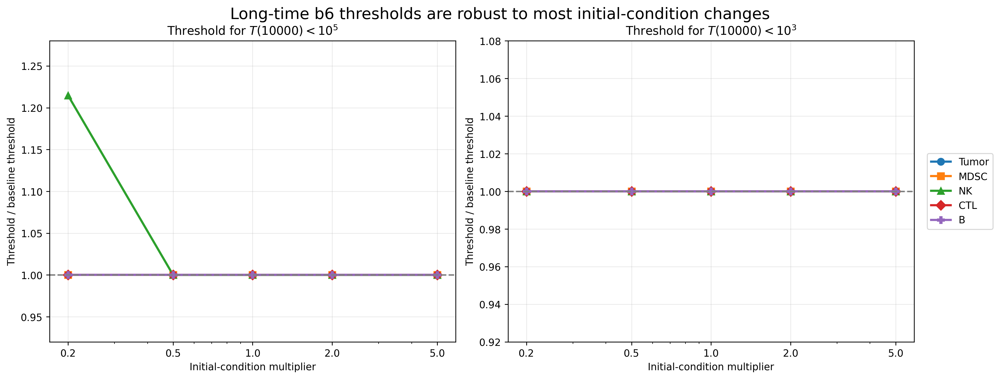 Long-time b6 thresholds are robust to most initial-condition changes
Threshold for T(10000) < 10⁵
Threshold / baseline threshold
1.25
1.20
1.15
1.10
1.05
1.00
0.95
0.2 0.5 1.0 2.0 5.0
Initial-condition multiplier
Threshold for T(10000) < 10³
Threshold / baseline threshold
1.08
1.06
1.04
1.02
1.00
0.98
0.96
0.94
0.92
0.2 0.5 1.0 2.0 5.0
Initial-condition multiplier
Tumor
MDSC
NK
CTL
B